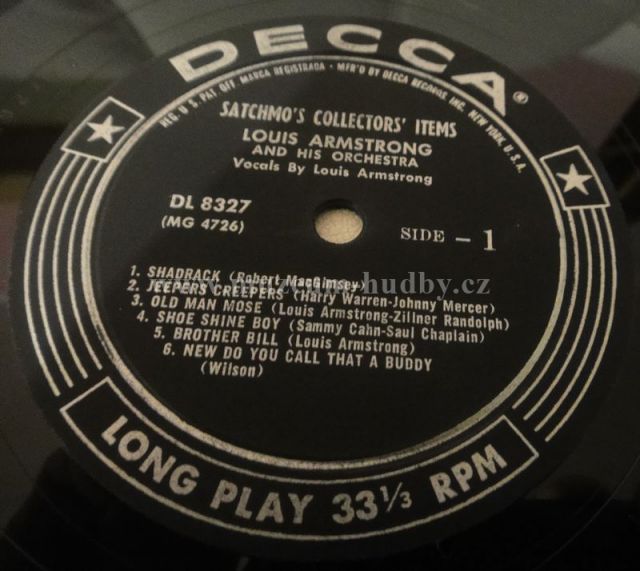 DECCA®
REG. U.S. PAT. OFF. MARCA REGISTRADA • MF'D BY DECCA RECORDS INC., NEW YORK, U.S.A.
SATCHMO'S COLLECTORS' ITEMS
LOUIS ARMSTRONG
AND HIS ORCHESTRA
Vocals By Louis Armstrong
DL 8327
(MG 4726)
SIDE - 1
1. SHADRACK (Robert MacGimsey)
2. JEEPERS CREEPERS (Harry Warren-Johnny Mercer)
3. OLD MAN MOSE (Louis Armstrong-Zillner Randolph)
4. SHOE SHINE BOY (Sammy Cahn-Saul Chaplain)
5. BROTHER BILL (Louis Armstrong)
6. NEW DO YOU CALL THAT A BUDDY
(Wilson)
LONG PLAY 33⅓ RPM